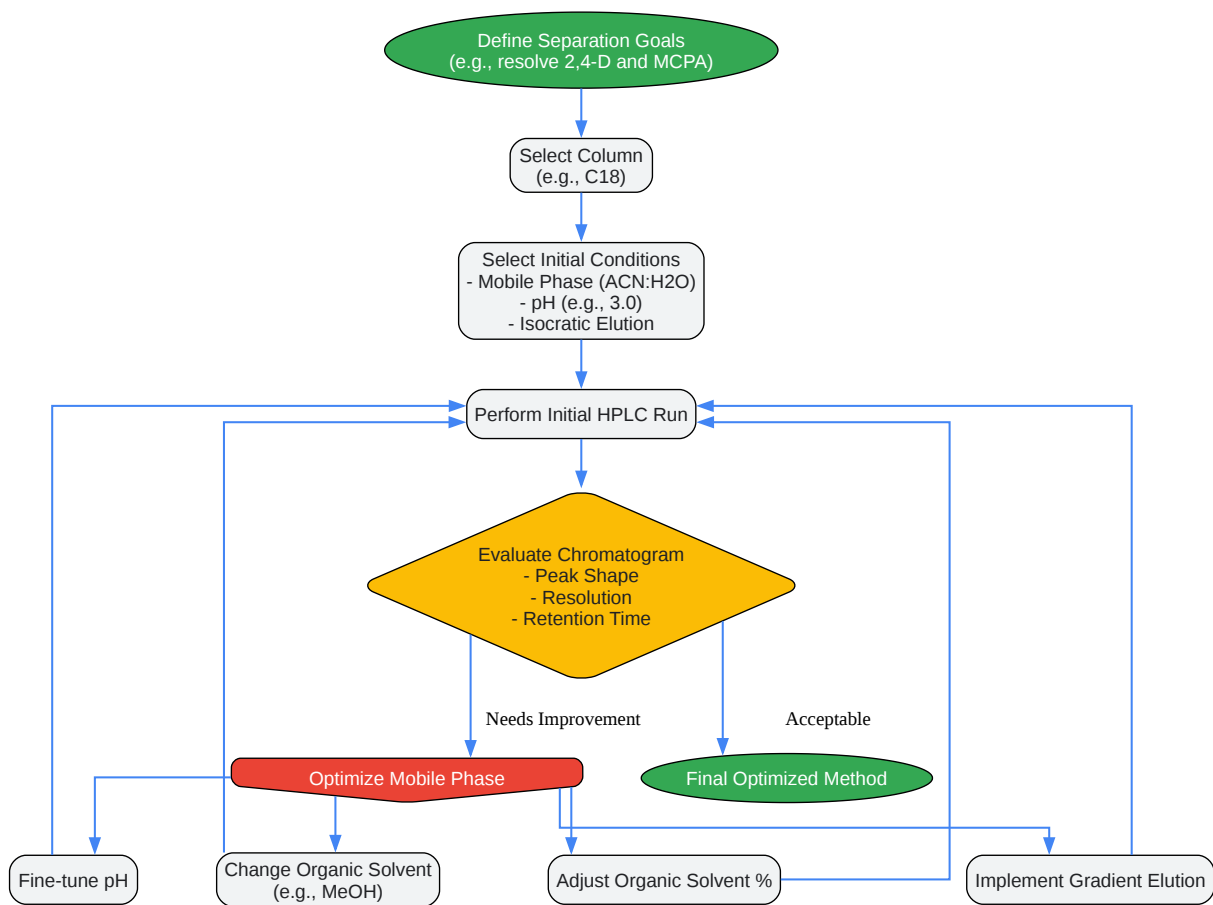 Define Separation Goals
(e.g., resolve 2,4-D and MCPA)
Select Column
(e.g., C18)
Select Initial Conditions
- Mobile Phase (ACN:H2O)
- pH (e.g., 3.0)
- Isocratic Elution
Perform Initial HPLC Run
Evaluate Chromatogram
- Peak Shape
- Resolution
- Retention Time
Needs Improvement
Acceptable
Optimize Mobile Phase
Final Optimized Method
Fine-tune pH
Change Organic Solvent
(e.g., MeOH)
Adjust Organic Solvent %
Implement Gradient Elution